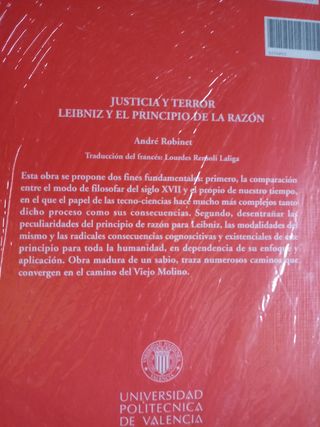 JUSTICIA Y TERROR
LEIBNIZ Y EL PRINCIPIO DE LA RAZÓN
André Robinet
Traducción del francés: Lourdes Rensoli Laliga
Esta obra se propone dos fines fundamentales: primero, la comparación
entre el modo de filosofar del siglo XVII y el propio de nuestro tiempo,
en el que el papel de las tecno-ciencias hace mucho más complejos tanto
dicho proceso como sus consecuencias. Segundo, desentrañar las
peculiaridades del principio de razón para Leibniz, las modalidades del
mismo y las radicales consecuencias cognoscitivas y existenciales de este
principio para toda la humanidad, en dependencia de su enfoque y
aplicación. Obra madura de un sabio, traza numerosos caminos que
convergen en el camino del Viejo Molino.
UNIVERSIDAD
POLITECNICA
DE VALENCIA